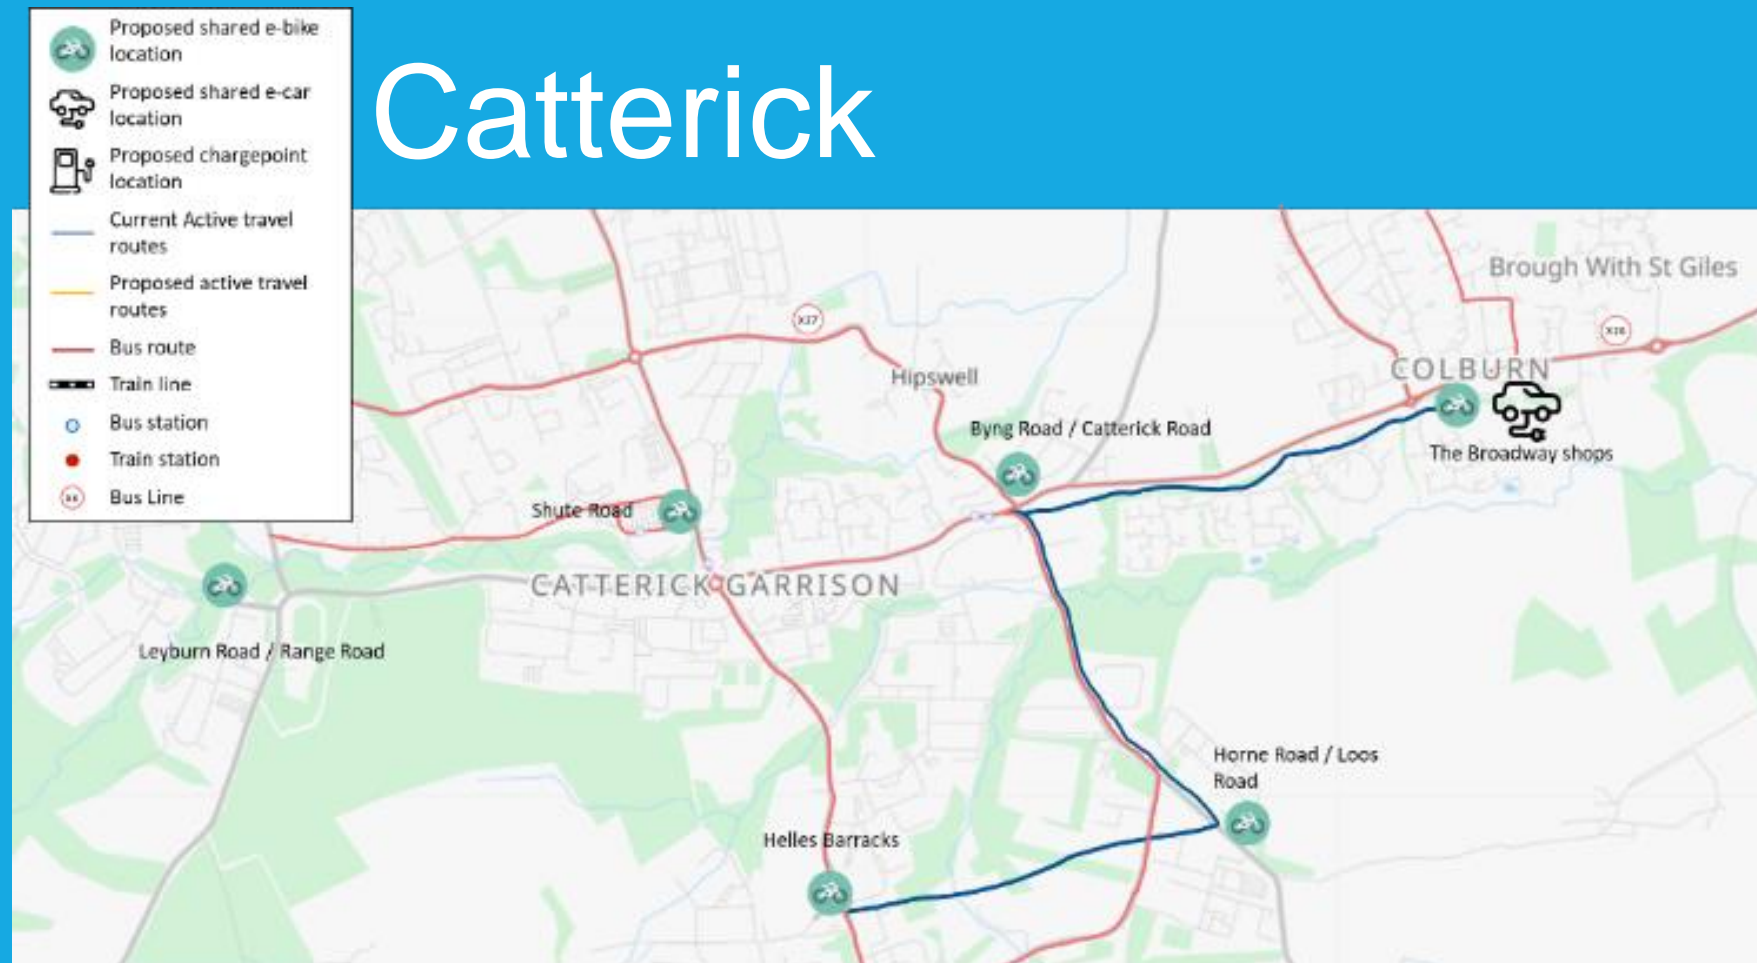 Catterick
Proposed shared e-bike
location
Proposed shared e-car
location
Proposed chargepoint
location
Current Active travel
routes
Proposed active travel
routes
Bus route
Train line
Bus station
Train station
Bus Line
Brough With St Giles
X27
Hipswell
COLBURN
Byng Road / Catterick Road
The Broadway shops
Shute Road
CATTERICK GARRISON
Leyburn Road / Range Road
Horne Road / Loos
Road
Helles Barracks